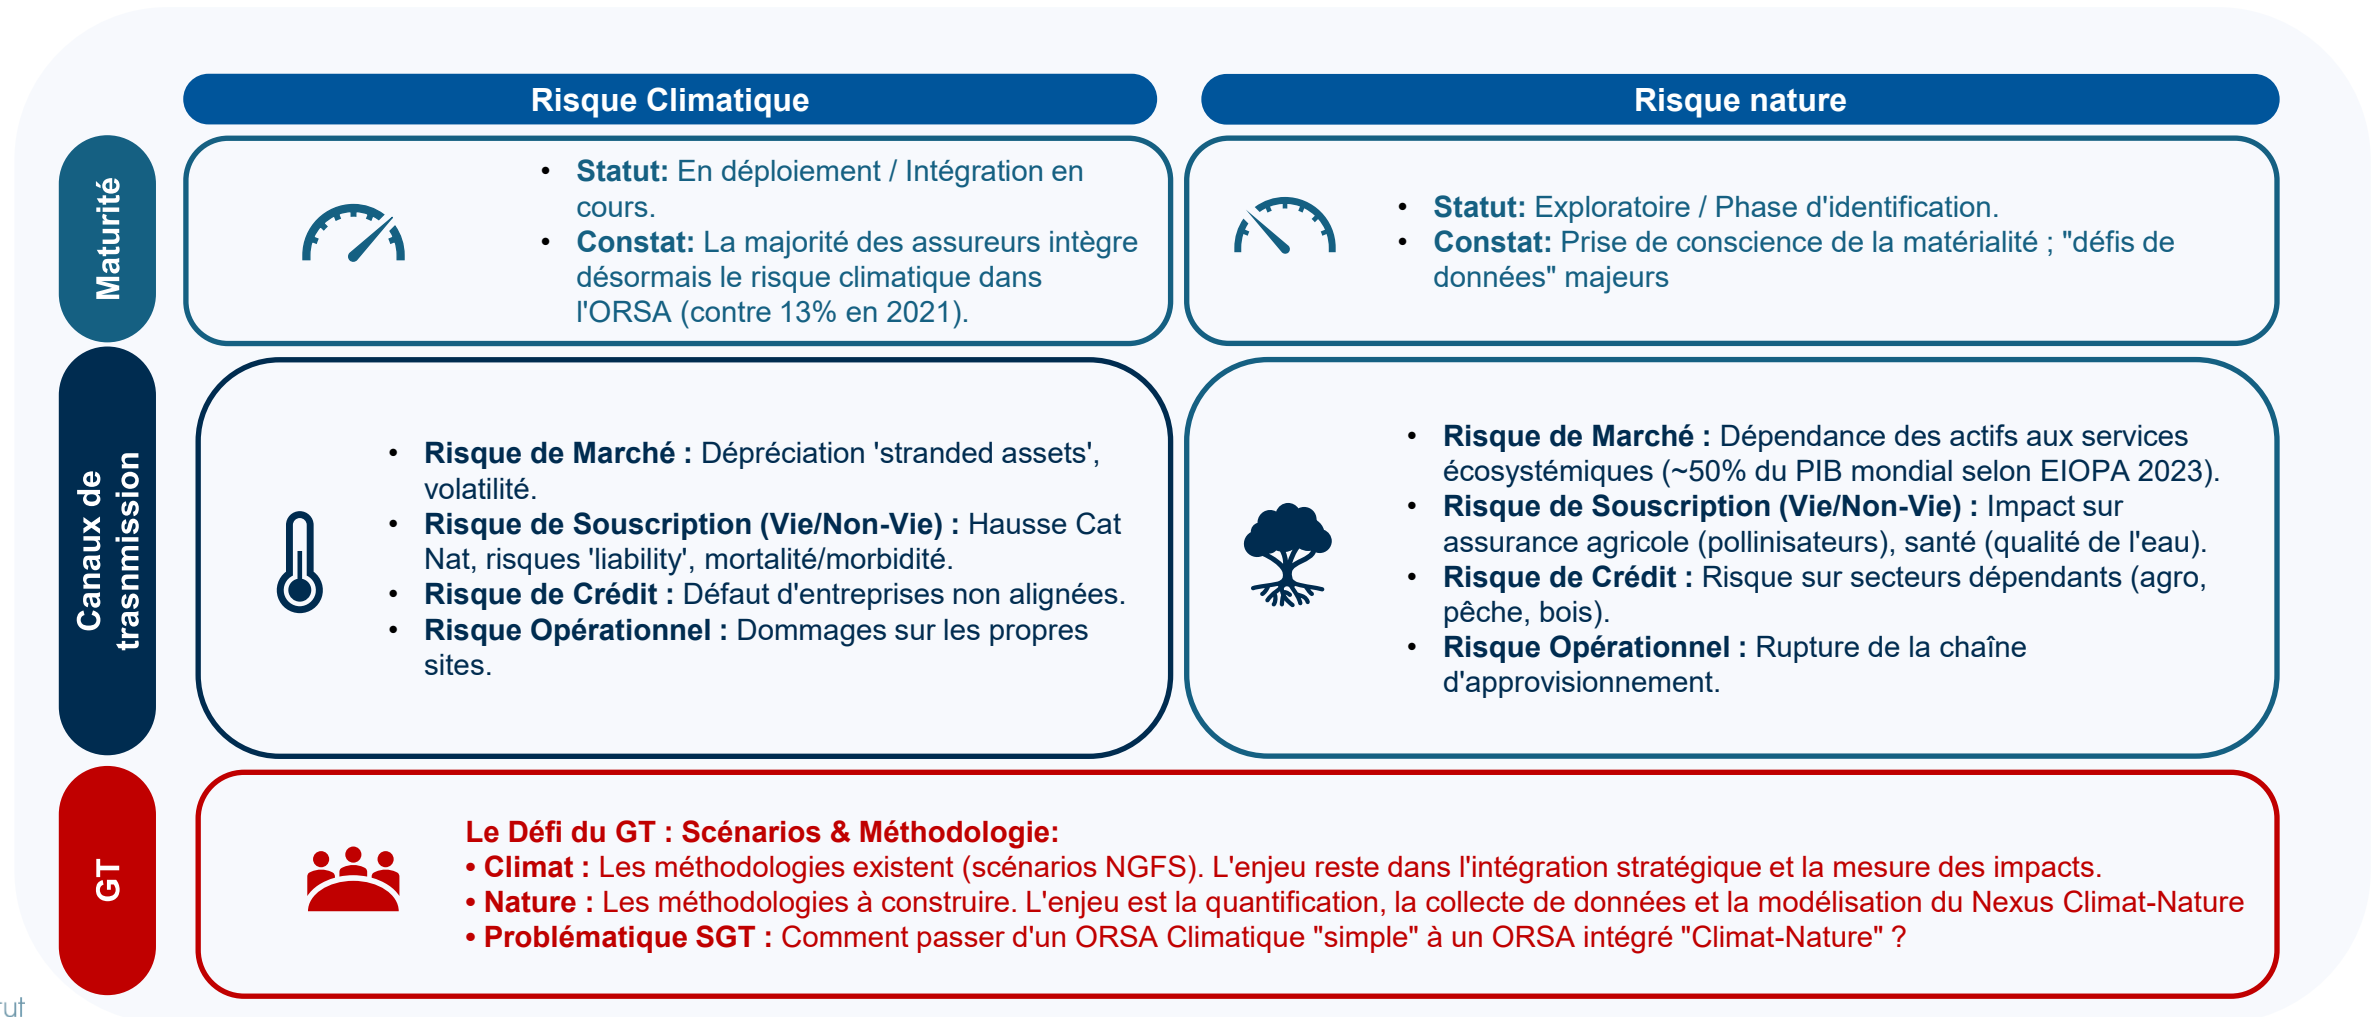 Risque Climatique
Risque nature
Maturité
• Statut: En déploiement / Intégration en
cours.
• Constat: La majorité des assureurs intègre
désormais le risque climatique dans
l'ORSA (contre 13% en 2021).
• Statut: Exploratoire / Phase d'identification.
• Constat: Prise de conscience de la matérialité ; "défis de
données" majeurs
Canaux de
trasnmission
• Risque de Marché : Dépréciation 'stranded assets',
volatilité.
• Risque de Souscription (Vie/Non-Vie) : Hausse Cat
Nat, risques 'liability', mortalité/morbidité.
• Risque de Crédit : Défaut d'entreprises non alignées.
• Risque Opérationnel : Dommages sur les propres
sites.
• Risque de Marché : Dépendance des actifs aux services
écosystémiques (~50% du PIB mondial selon EIOPA 2023).
• Risque de Souscription (Vie/Non-Vie) : Impact sur
assurance agricole (pollinisateurs), santé (qualité de l'eau).
• Risque de Crédit : Risque sur secteurs dépendants (agro,
pêche, bois).
• Risque Opérationnel : Rupture de la chaîne
d'approvisionnement.
GT
Le Défi du GT : Scénarios & Méthodologie:
• Climat : Les méthodologies existent (scénarios NGFS). L'enjeu reste dans l'intégration stratégique et la mesure des impacts.
• Nature : Les méthodologies à construire. L'enjeu est la quantification, la collecte de données et la modélisation du Nexus Climat-Nature
• Problématique SGT : Comment passer d'un ORSA Climatique "simple" à un ORSA intégré "Climat-Nature" ?